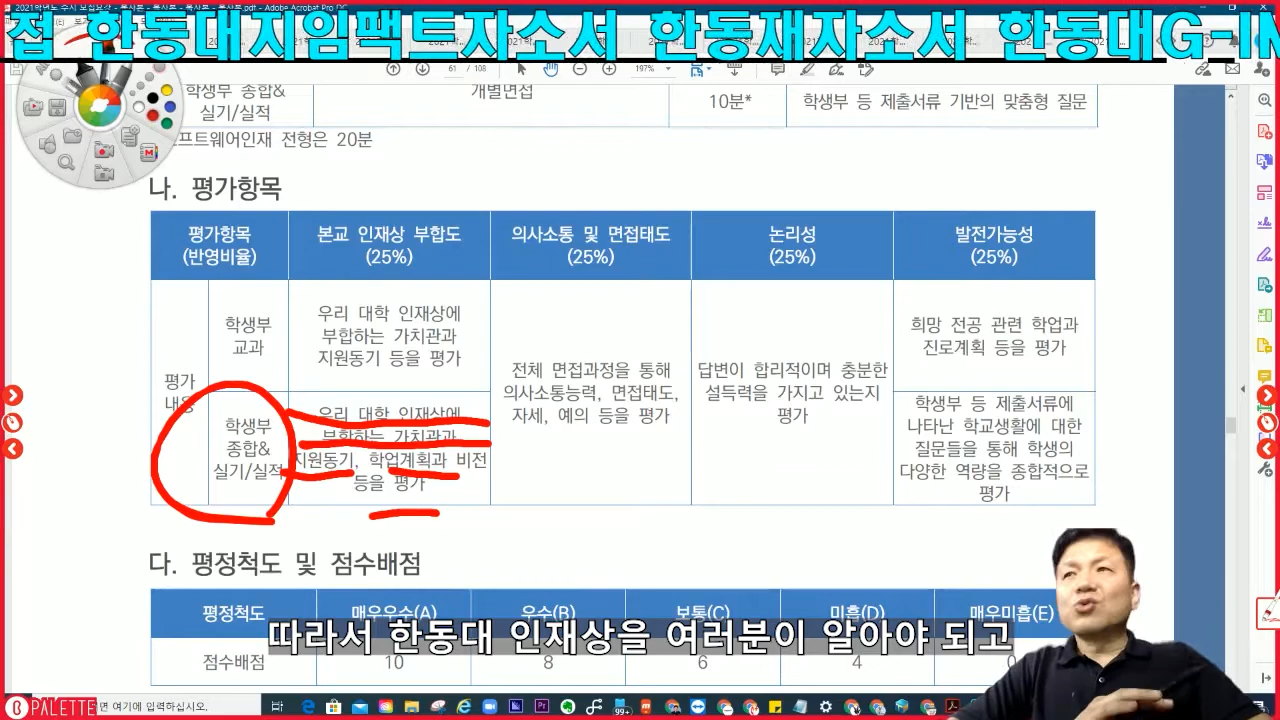 접 한동대지임팩트자소서 한동재자소서 한동대G-IM
61 / 108
197%
학생부 종합&
실기/실적
개별면접
10분*
학생부 등 제출서류 기반의 맞춤형 질문
프트웨어인재 전형은 20분
나. 평가항목
평가항목
(반영비율)
본교 인재상 부합도
(25%)
의사소통 및 면접태도
(25%)
논리성
(25%)
발전가능성
(25%)
평가
내용
학생부
교과
우리 대학 인재상에
부합하는 가치관과
지원동기 등을 평가
전체 면접과정을 통해
의사소통능력, 면접태도,
자세, 예의 등을 평가
답변이 합리적이며 충분한
설득력을 가지고 있는지
평가
희망 전공 관련 학업과
진로계획 등을 평가
학생부
종합&
실기/실적
우리 대학 인재상에
부합하는 가치관과
지원동기, 학업계획과 비전
등을 평가
학생부 등 제출서류에
나타난 학교생활에 대한
질문들을 통해 학생의
다양한 역량을 종합적으로
평가
다. 평정척도 및 점수배점
평정척도 매우우수(A) 우수(B) 보통(C) 미흡(D) 매우미흡(E)
따라서 한동대 인재상을 여러분이 알아야 되고
점수배점 10 8 6 4 0
PALETTE
면 여기에 입력하십시오.
99+